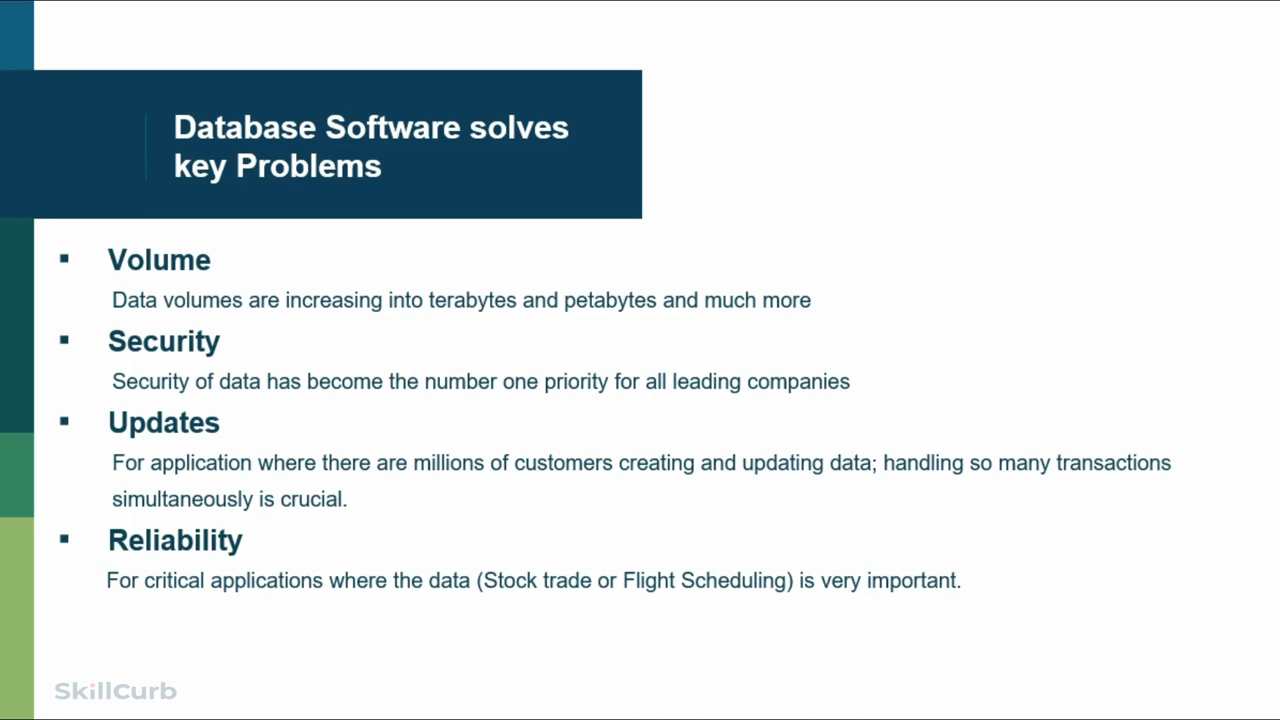 Database Software solves
key Problems
▪ Volume
Data volumes are increasing into terabytes and petabytes and much more
▪ Security
Security of data has become the number one priority for all leading companies
▪ Updates
For application where there are millions of customers creating and updating data; handling so many transactions
simultaneously is crucial.
▪ Reliability
For critical applications where the data (Stock trade or Flight Scheduling) is very important.
SkillCurb